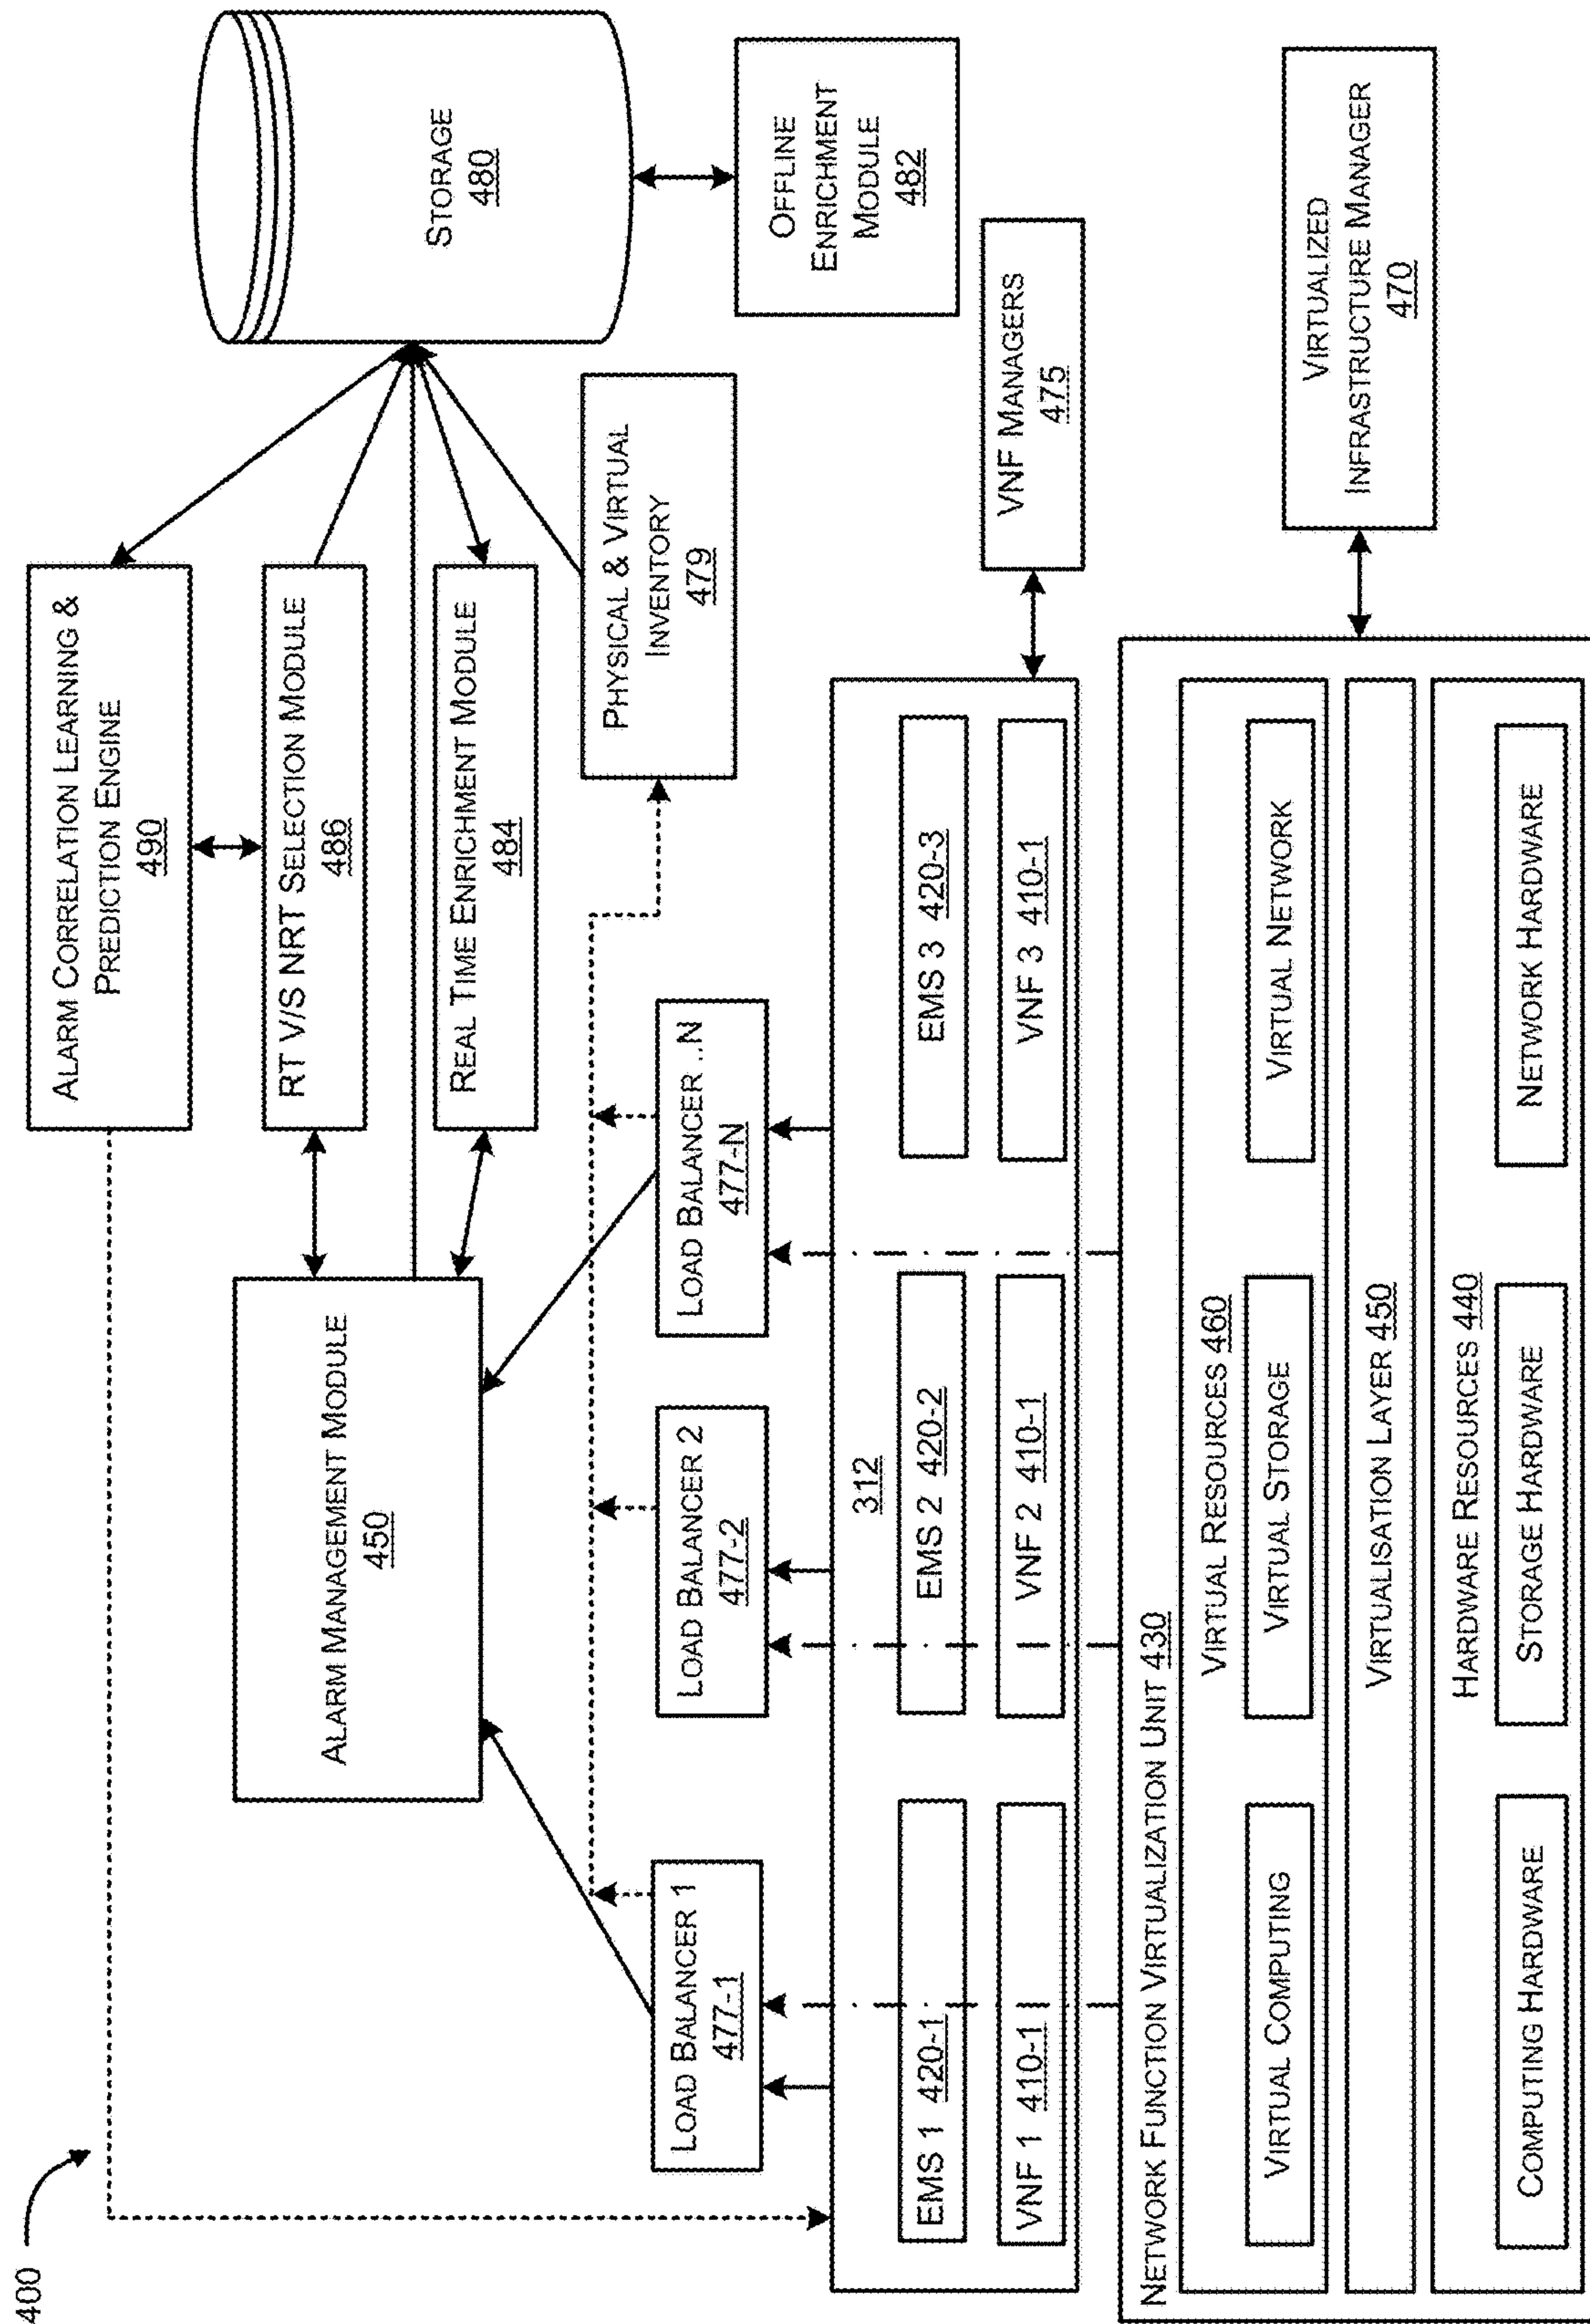 400
ALARM CORRELATION LEARNING &
PREDICTION ENGINE
490
RT V/S NRT SELECTION MODULE
486
REAL TIME ENRICHMENT MODULE
484
STORAGE
480
ALARM MANAGEMENT MODULE
450
PHYSICAL & VIRTUAL
INVENTORY
479
OFFLINE
ENRICHMENT
MODULE
482
LOAD BALANCER 1
477-1
LOAD BALANCER 2
477-2
LOAD BALANCER ..N
477-N
312
EMS 1 420-1
EMS 2 420-2
EMS 3 420-3
VNF 1 410-1
VNF 2 410-1
VNF 3 410-1
VNF MANAGERS
475
NETWORK FUNCTION VIRTUALIZATION UNIT 430
VIRTUAL RESOURCES 460
VIRTUAL COMPUTING
VIRTUAL STORAGE
VIRTUAL NETWORK
VIRTUALISATION LAYER 450
HARDWARE RESOURCES 440
COMPUTING HARDWARE
STORAGE HARDWARE
NETWORK HARDWARE
VIRTUALIZED
INFRASTRUCTURE MANAGER
470